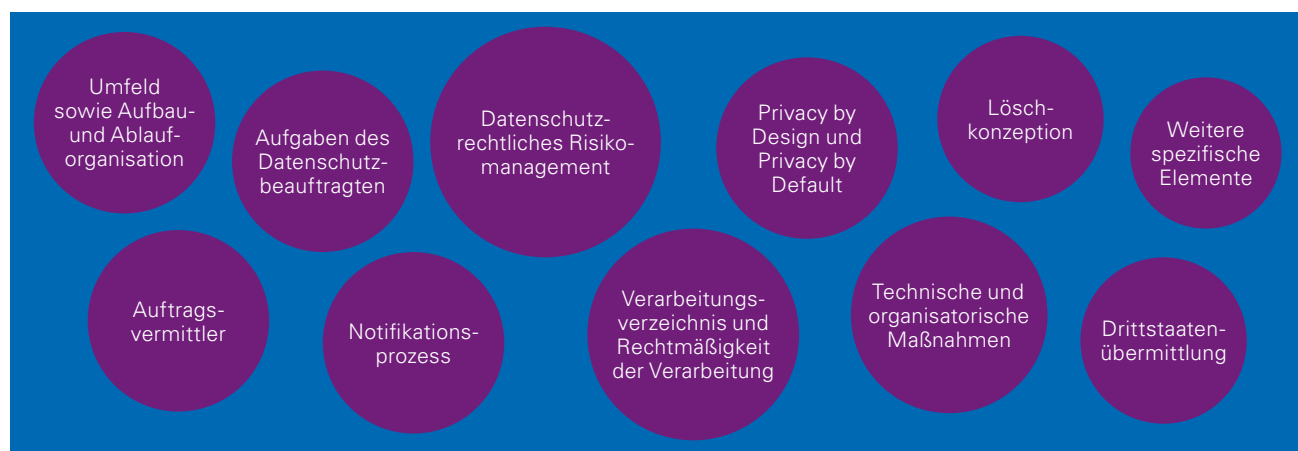 Umfeld
sowie Aufbau-
und Ablauf-
organisation
Aufgaben des
Datenschutz-
beauftragten
Datenschutz-
rechtliches Risiko-
management
Privacy by
Design und
Privacy by
Default
Lösch-
konzeption
Weitere
spezifische
Elemente
Auftrags-
vermittler
Notifikations-
prozess
Verarbeitungs-
verzeichnis und
Rechtmäßigkeit
der Verarbeitung
Technische und
organisatorische
Maßnahmen
Drittstaaten-
übermittlung